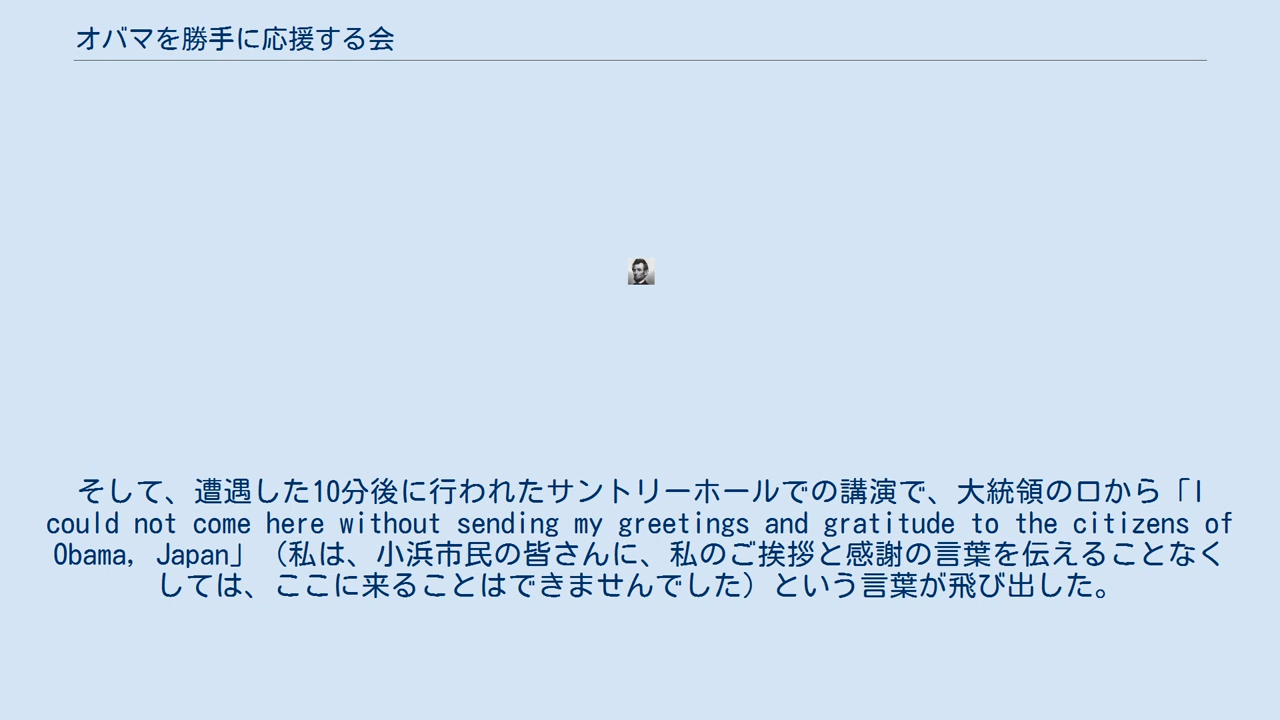 オバマを勝手に応援する会
そして、遭遇した10分後に行われたサントリーホールでの講演で、大統領の口から「I
could not come here without sending my greetings and gratitude to the citizens of
Obama, Japan」（私は、小浜市民の皆さんに、私のご挨拶と感謝の言葉を伝えることなく
しては、ここに来ることはできませんでした）という言葉が飛び出した。